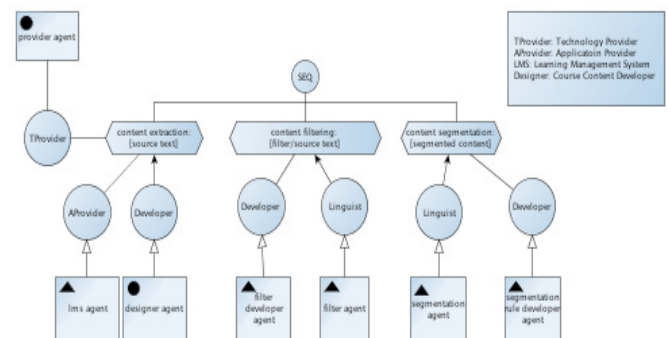 provider agent
TProvider: Technology Provider
AProvider: Applicatoin Provider
LMS: Learning Management System
Designer: Course Content Developer
SEQ
TProvider
content extraction:
[source text]
content filtering:
[filter/source text]
content segmentation:
[segmented content]
AProvider
Developer
Developer
Linguist
Linguist
Developer
lms agent
designer agent
filter
developer
agent
filter agent
segmentation
agent
segmentation
rule developer
agent